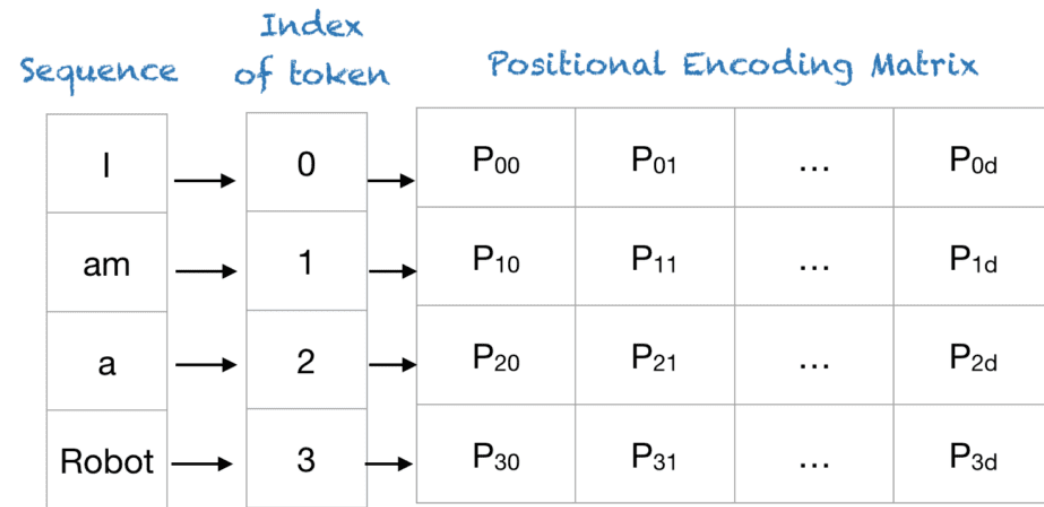 Sequence
Index
of token
Positional Encoding Matrix
I 0 P₀₀ P₀₁ ... P₀d
am 1 P₁₀ P₁₁ ... P₁d
a 2 P₂₀ P₂₁ ... P₂d
Robot 3 P₃₀ P₃₁ ... P₃d